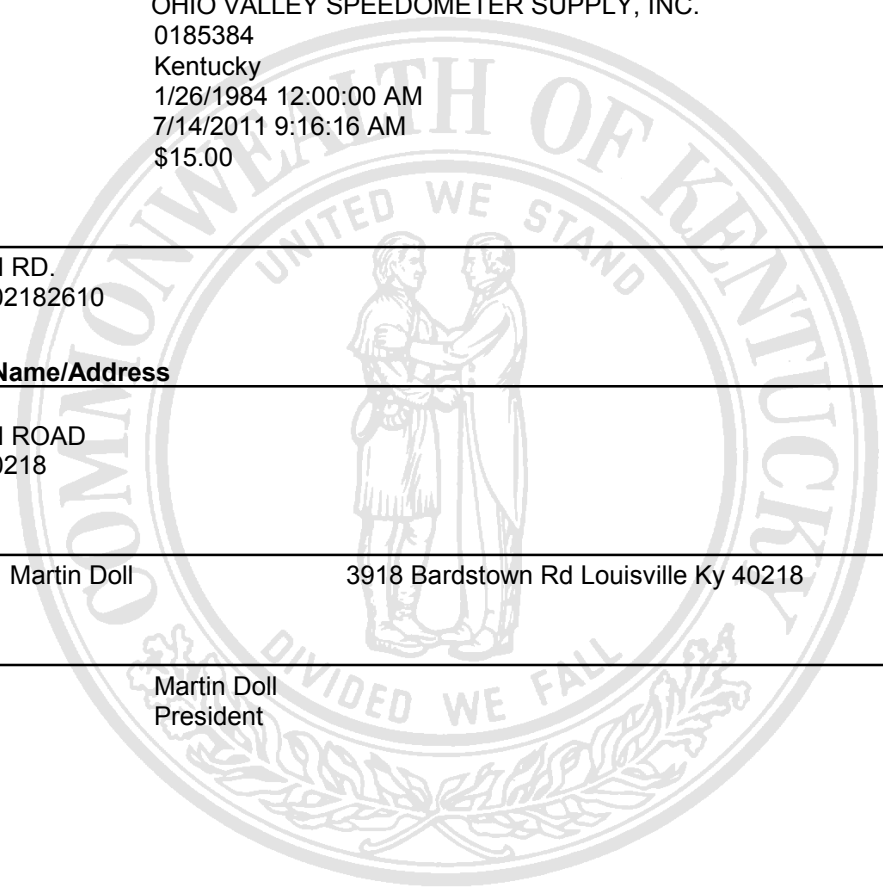 OHIO VALLEY SPEEDOMETER SUPPLY, INC.
0185384
Kentucky
1/26/1984 12:00:00 AM
7/14/2011 9:16:16 AM
$15.00
COMMONWEALTH OF KENTUCKY
UNITED WE STAND
RD.
02182610
Name/Address
ROAD
0218
Martin Doll 3918 Bardstown Rd Louisville Ky 40218
DIVIDED WE FALL
Martin Doll
President